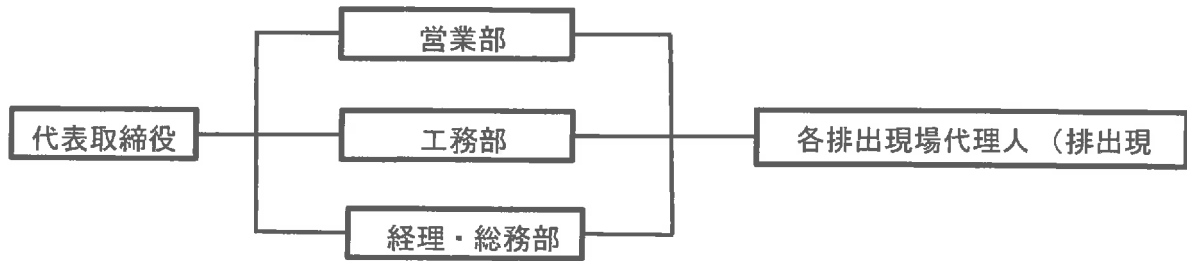 営業部
代表取締役
工務部
各排出現場代理人 （排出現
経理・総務部